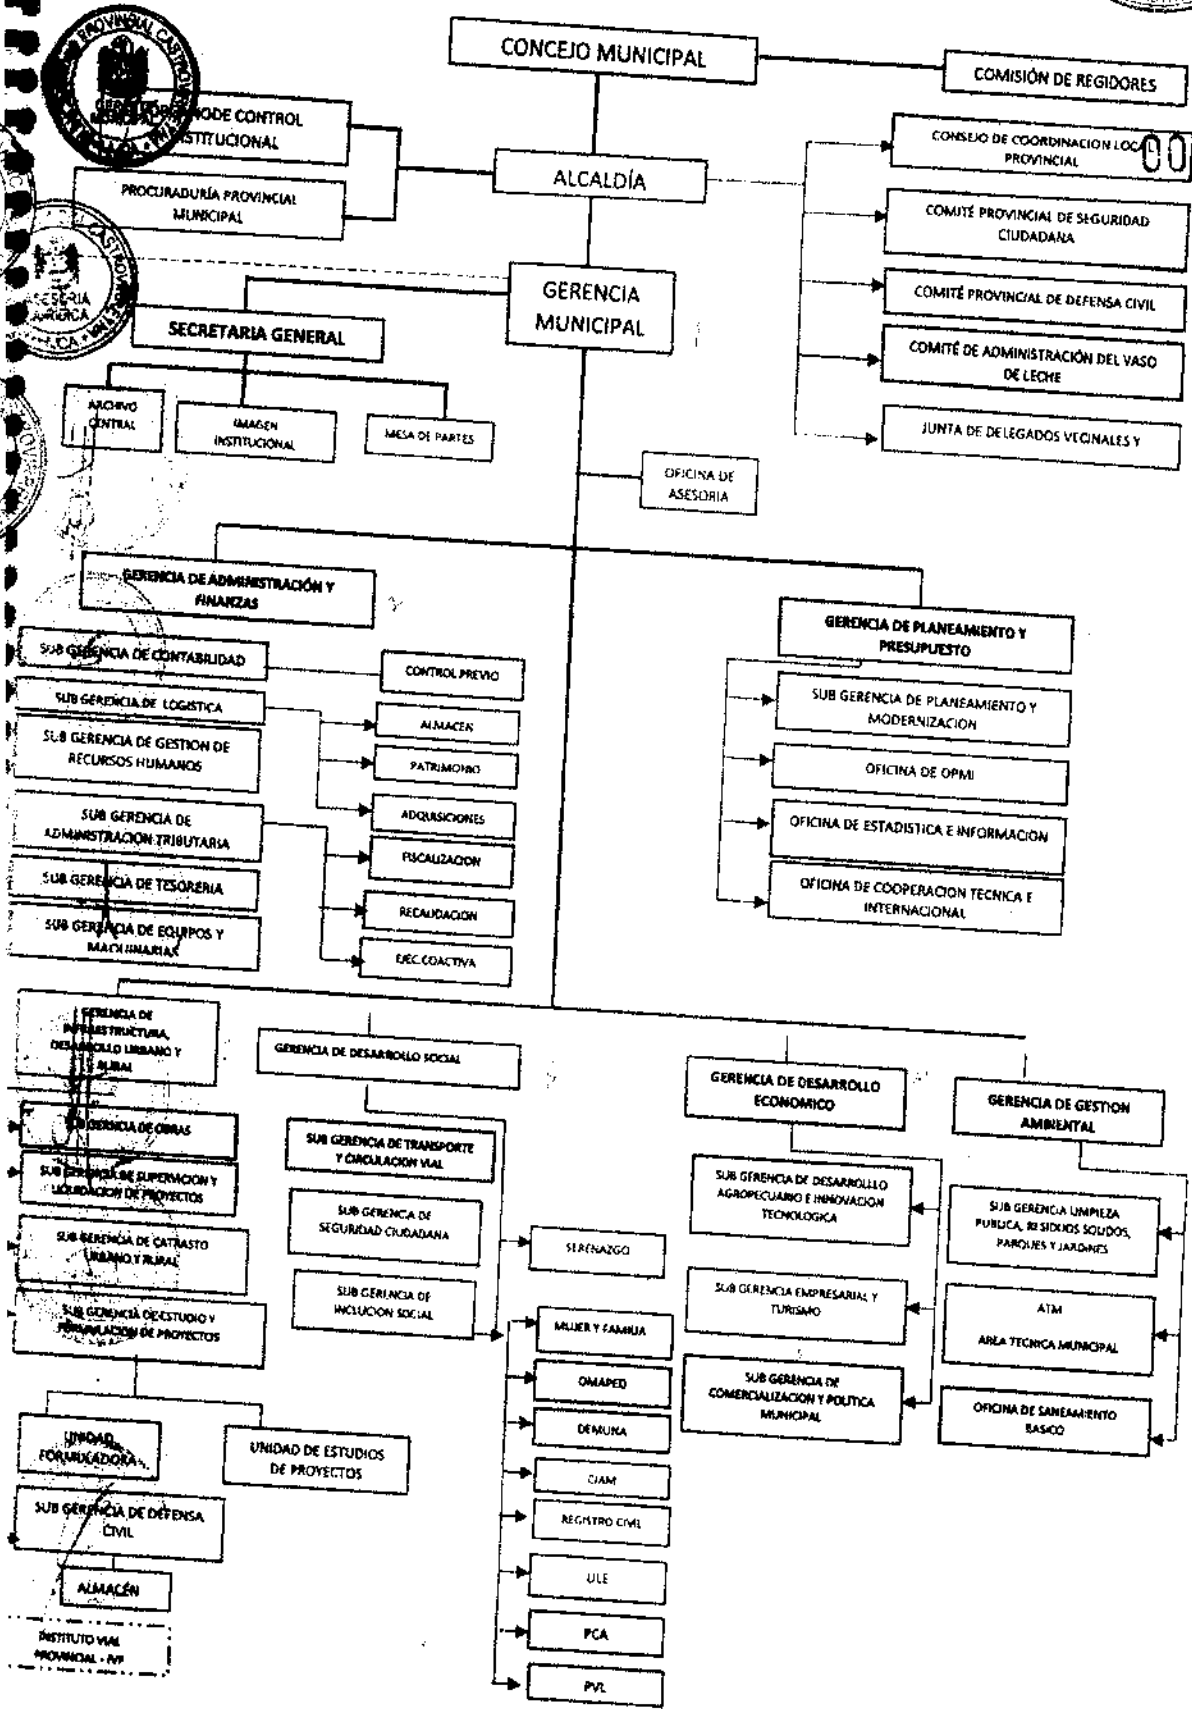 CONCEJO MUNICIPAL
COMISIÓN DE REGIDORES
PROVINCIAL
NODE CONTROL
CONSEJO DE COORDINACION LOCAL
PROVINCIAL
ALCALDÍA
PROCURADURÍA PROVINCIAL
MUNICIPAL
COMITÉ PROVINCIAL DE SEGURIDAD
CIUDADANA
GERENCIA
MUNICIPAL
COMITÉ PROVINCIAL DE DEFENSA CIVIL
SECRETARIA GENERAL
COMITÉ DE ADMINISTRACIÓN DEL VASO
DE LECHE
ARCHIVO
CENTRAL
IMAGEN
INSTITUCIONAL
MESA DE PARTES
JUNTA DE DELEGADOS VECINALES Y
OFICINA DE
ASESORIA
GERENCIA DE ADMINISTRACIÓN Y
FINANZAS
GERENCIA DE PLANEAMIENTO Y
PRESUPUESTO
SUB GERENCIA DE CONTABILIDAD
CONTROL PREVIO
SUB GERENCIA DE LOGISTICA
ALMACEN
PATRIMONIO
ADQUISICIONES
SUB GERENCIA DE GESTION DE
RECURSOS HUMANOS
SUB GERENCIA DE
ADMINISTRACIÓN TRIBUTARIA
FISCALIZACION
RECAUDACION
EJEC.COACTIVA
SUB GERENCIA DE TESORERIA
SUB GERENCIA DE EQUIPOS Y
MAQUINARIAS
SUB GERENCIA DE PLANEAMIENTO Y
MODERNIZACION
OFICINA DE OPMI
OFICINA DE ESTADISTICA E INFORMACION
OFICINA DE COOPERACION TECNICA E
INTERNACIONAL
GERENCIA DE
INFRAESTRUCTURA,
DESARROLLO URBANO Y
RURAL
GERENCIA DE DESARROLLO SOCIAL
GERENCIA DE DESARROLLO
ECONOMICO
GERENCIA DE GESTION
AMBIENTAL
SUB GERNCIA DE OBRAS
SUB GERENCIA DE SUPERVICION Y
LIQUIDACION DE PROYECTOS
SUB GERENCIA DE CATRASTO
URBANO Y RURAL
SUB GERENCIA DE ESTUDIO Y
FORMULACION DE PROYECTOS
UNIDAD
FORMULADORA
UNIDAD DE ESTUDIOS
DE PROYECTOS
SUB GERENCIA DE DEFENSA
CIVIL
ALMACÉN
INSTITUTO VIAL
PROVINCIAL - IVP
SUB GERENCIA DE TRANSPORTE
Y CIRCULACION VIAL
SUB GERENCIA DE
SEGURIDAD CIUDADANA
SERENAZGO
SUB GERENCIA DE
INCLUCION SOCIAL
MUJER Y FAMILIA
OMAPED
DEMUNA
CIAM
REGISTRO CIVIL
ULE
PCA
PVL
SUB GERENCIA DE DESARROLLLO
AGROPECUARIO E INNOVACION
TECNOLOGICA
SUB GERENCIA EMPRESARIAL Y
TURISMO
SUB GERENCIA DE
COMERCIALIZACION Y POLITICA
MUNICIPAL
SUB GERENCIA LIMPIEZA
PUBLICA, RESIDUOS SOLIDOS,
PARQUES Y JARDINES
ATM
AREA TECNICA MUNICIPAL
OFICINA DE SANEAMIENTO
BASICO